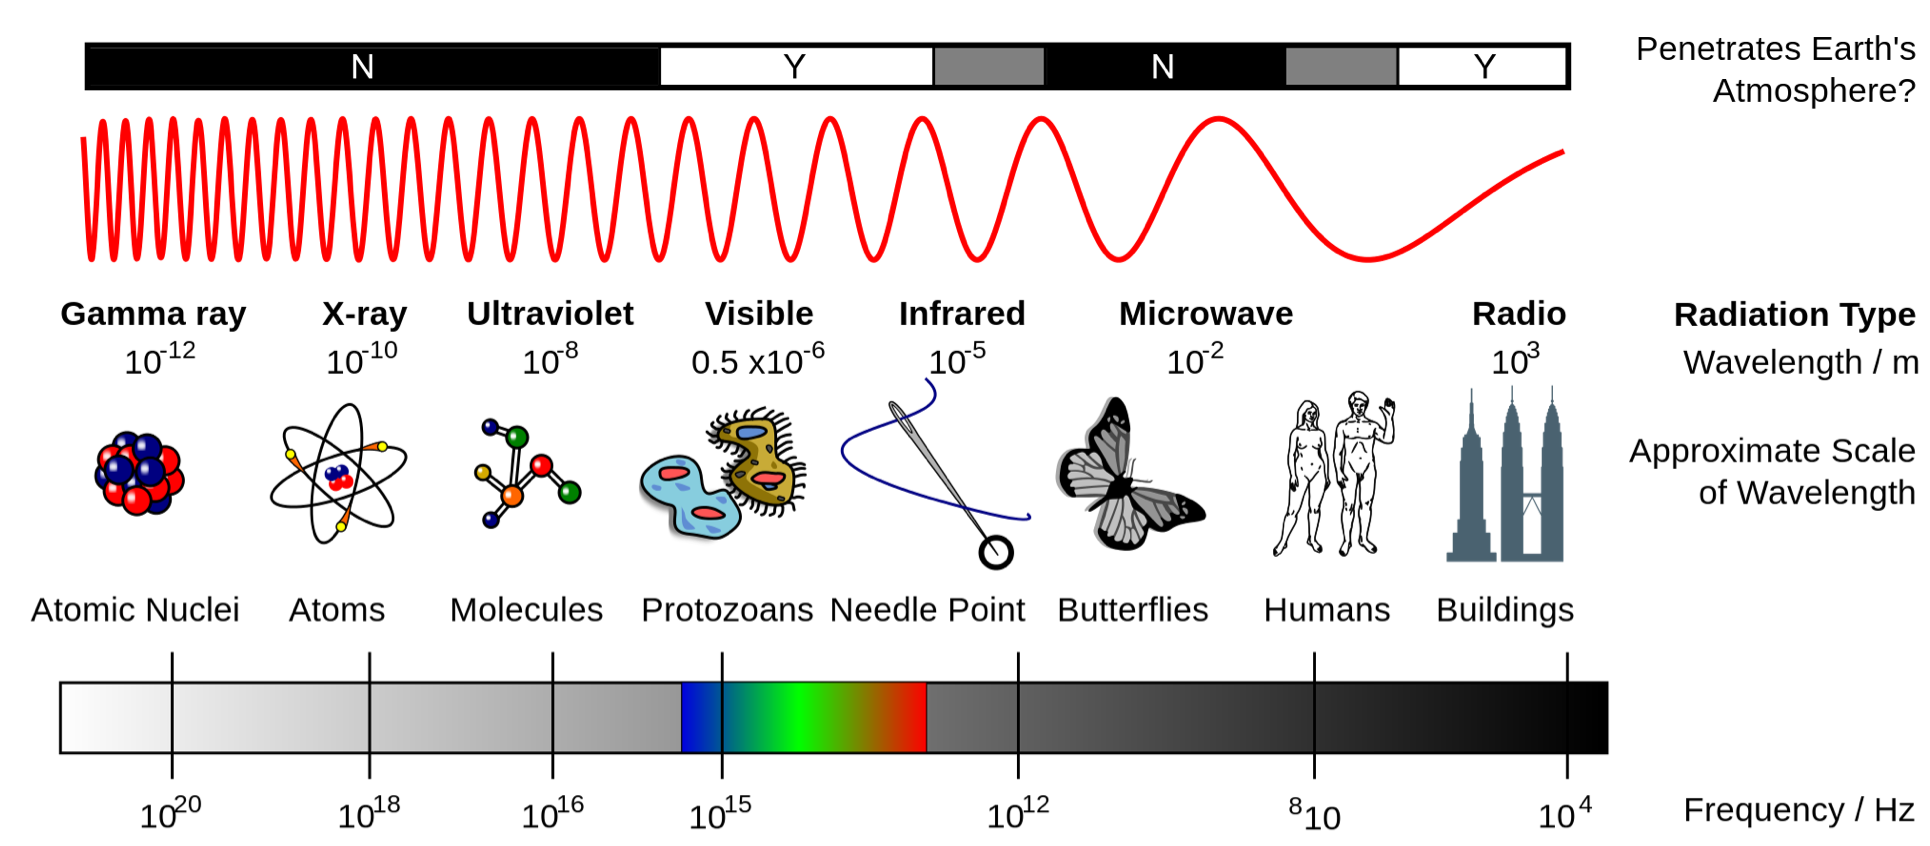 N Y N Y Penetrates Earth's
Atmosphere?
Gamma ray X-ray Ultraviolet Visible Infrared Microwave Radio Radiation Type
10⁻¹² 10⁻¹⁰ 10⁻⁸ 0.5 x10⁻⁶ 10⁻⁵ 10⁻² 10³ Wavelength / m
Approximate Scale
of Wavelength
Atomic Nuclei Atoms Molecules Protozoans Needle Point Butterflies Humans Buildings
10²⁰ 10¹⁸ 10¹⁶ 10¹⁵ 10¹² ⁸10 10⁴ Frequency / Hz